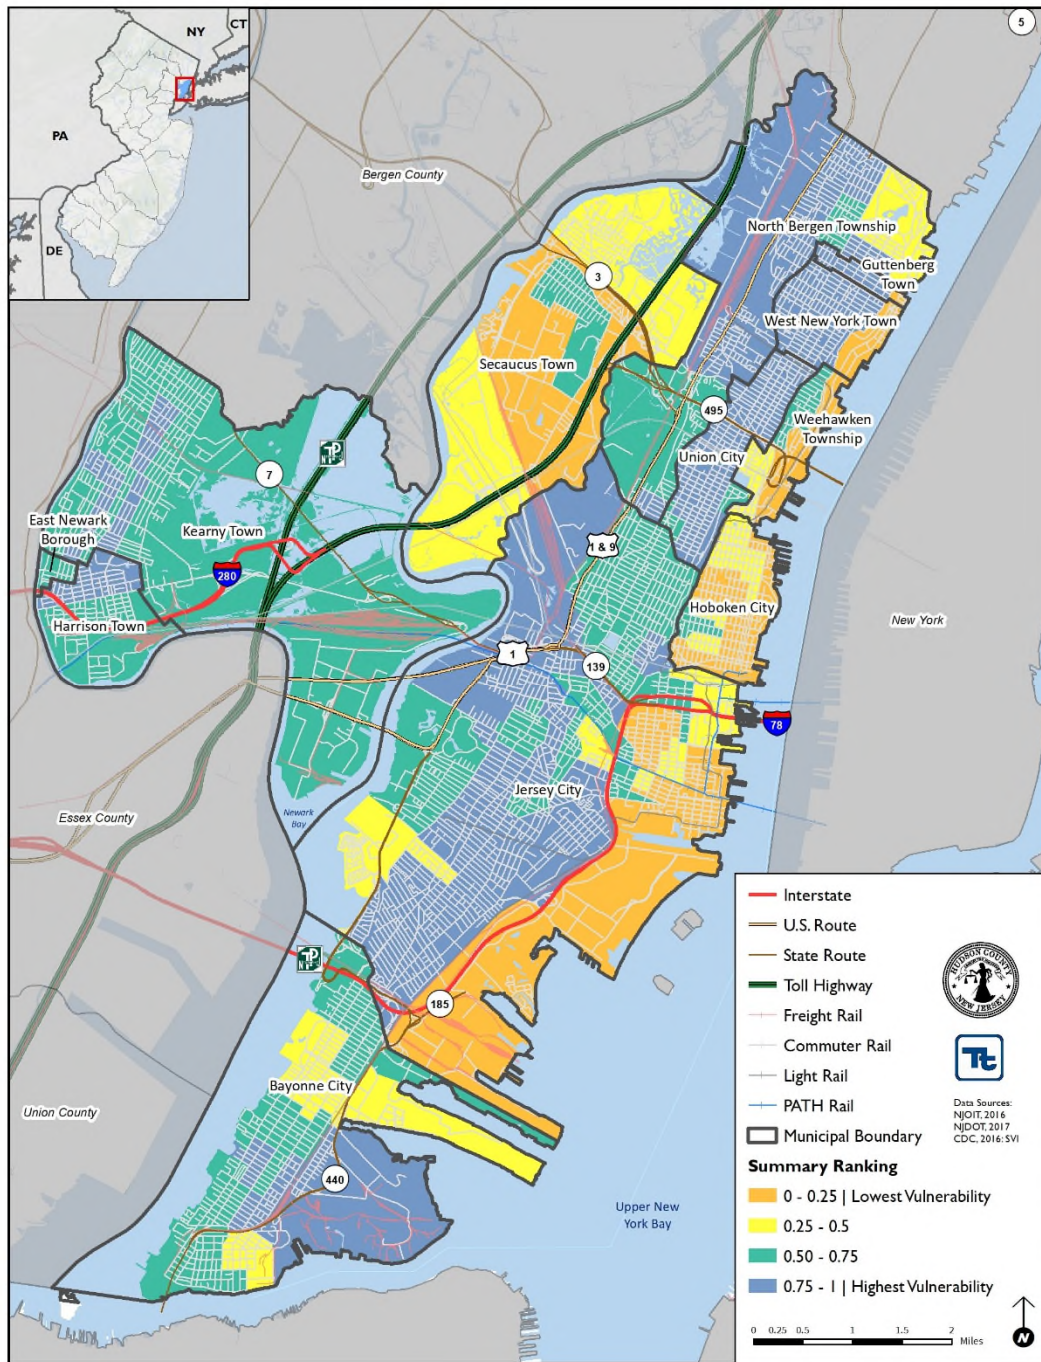 NY
CT
5
PA
DE
Bergen County
North Bergen Township
Guttenberg
Town
3
West New York Town
Secaucus Town
495
Weehawken
Township
Union City
7
East Newark
Borough
Kearny Town
1 & 9
280
Hoboken City
Harrison Town
New York
1
139
78
Jersey City
Essex County
Newark
Bay
185
Bayonne City
Union County
440
Upper New
York Bay
Interstate
U.S. Route
State Route
Toll Highway
Freight Rail
Commuter Rail
Light Rail
PATH Rail
Municipal Boundary
HUDSON COUNTY
NEW JERSEY
Tt
Data Sources:
NJOIT, 2016
NJDOT, 2017
CDC, 2016: SVI
Summary Ranking
0 - 0.25 | Lowest Vulnerability
0.25 - 0.5
0.50 - 0.75
0.75 - 1 | Highest Vulnerability
0 0.25 0.5 1 1.5 2
Miles
N